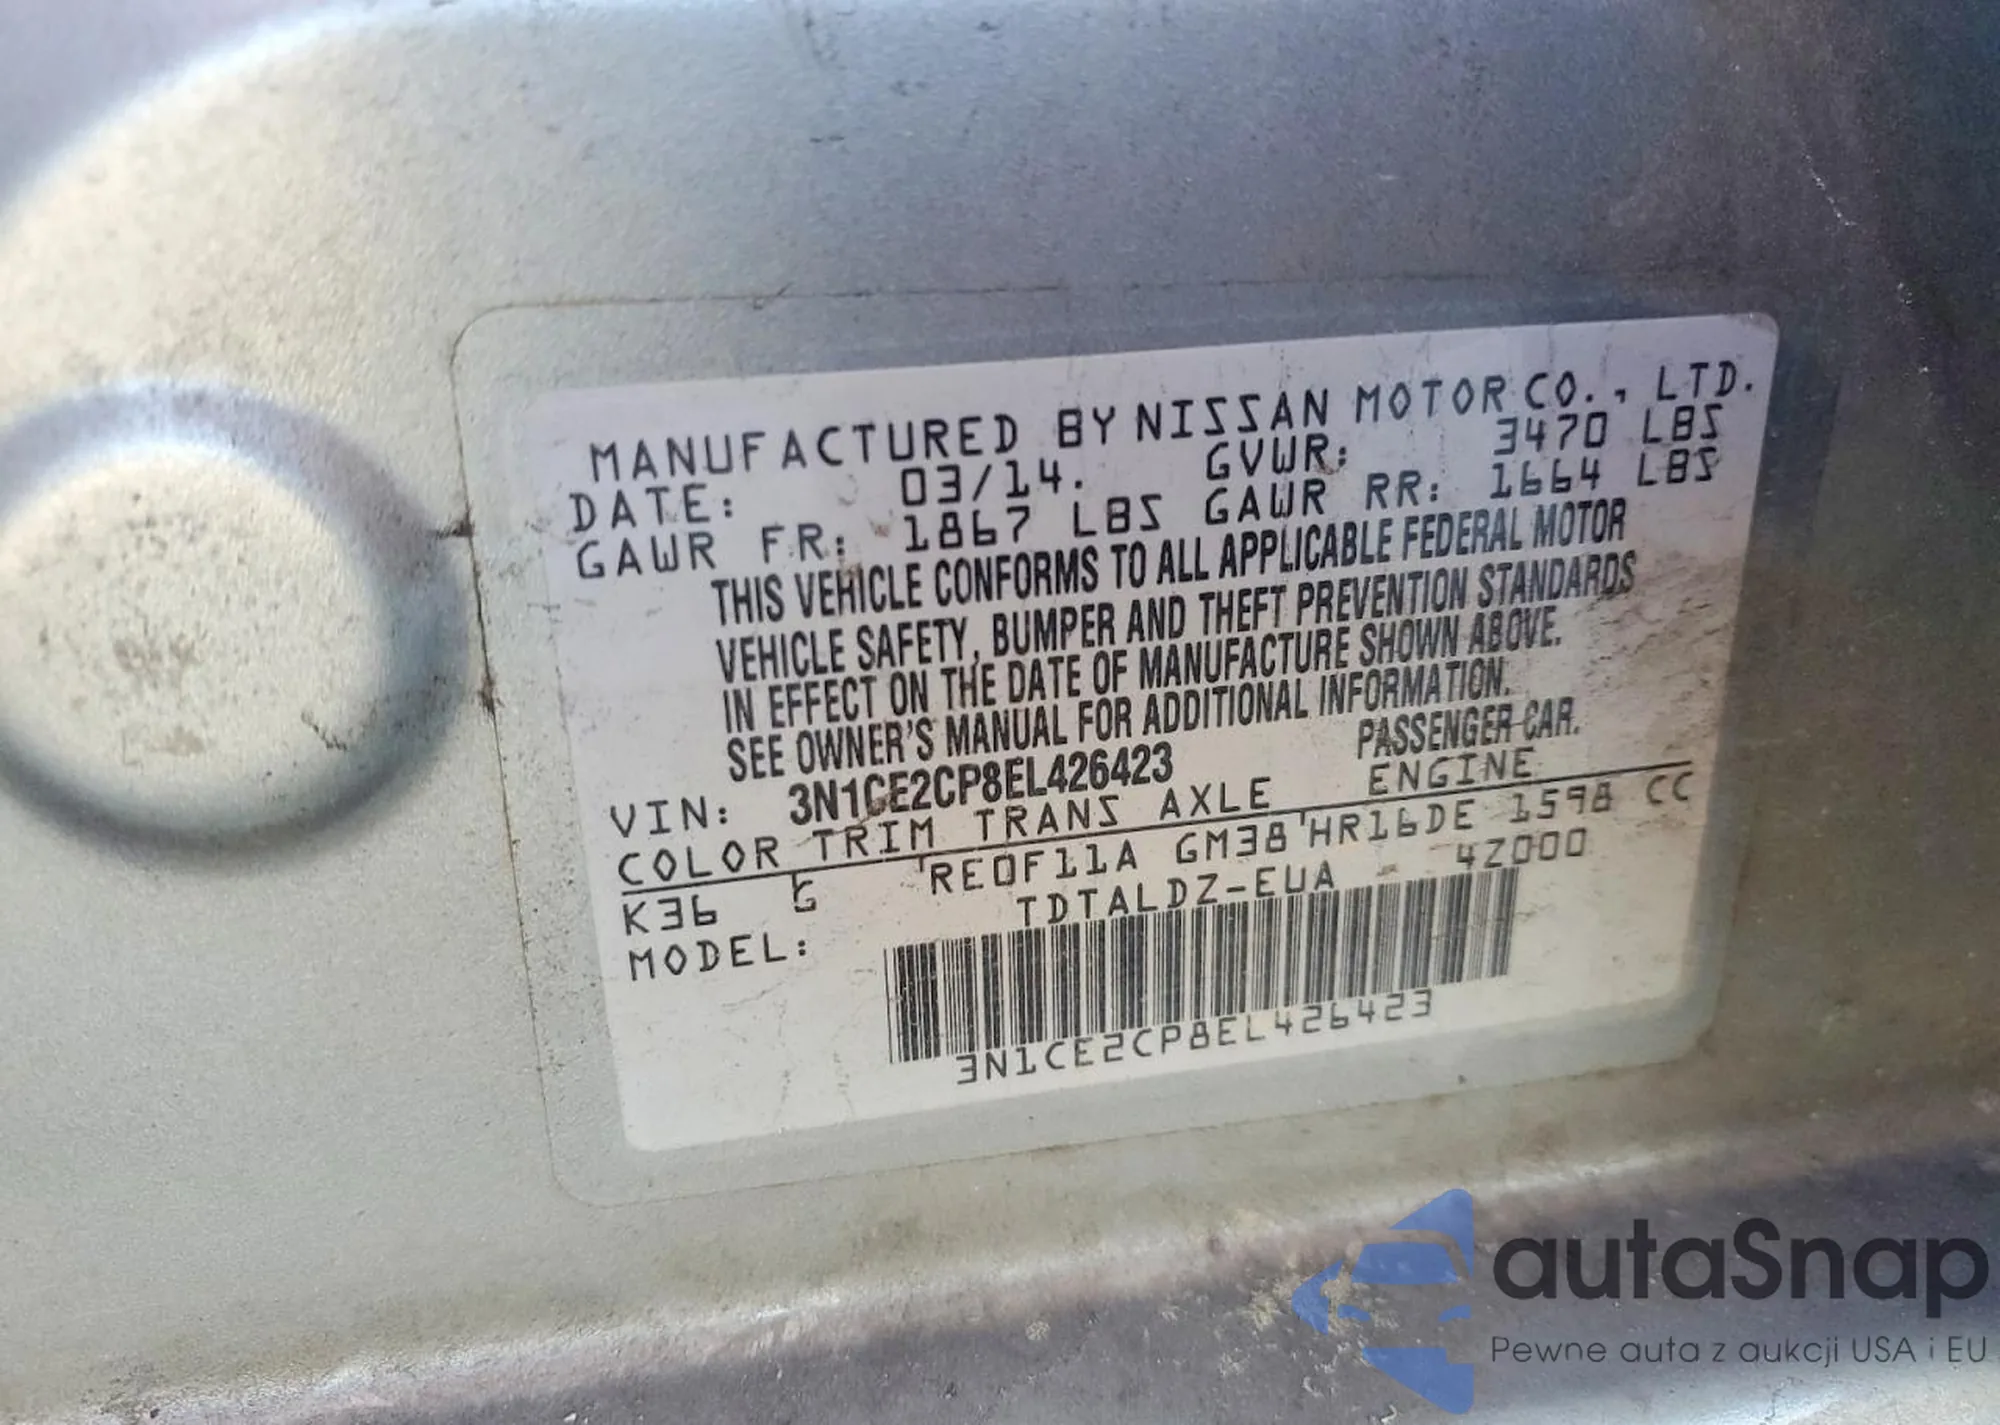 MANUFACTURED BY NISSAN MOTOR CO., LTD.
DATE: 03/14. GVWR: 3470 LBS
GAWR FR: 1867 LBS GAWR RR: 1664 LBS
THIS VEHICLE CONFORMS TO ALL APPLICABLE FEDERAL MOTOR
VEHICLE SAFETY, BUMPER AND THEFT PREVENTION STANDARDS
IN EFFECT ON THE DATE OF MANUFACTURE SHOWN ABOVE.
SEE OWNER'S MANUAL FOR ADDITIONAL INFORMATION.
VIN: 3N1CE2CP8EL426423 PASSENGER CAR.
COLOR TRIM TRANS AXLE ENGINE
K36 G RE0F11A GM38 HR16DE 1598 CC
MODEL: TDTALDZ-EUA - 4Z000
3N1CE2CP8EL426423
autaSnap
Pewne auta z aukcji USA i EU